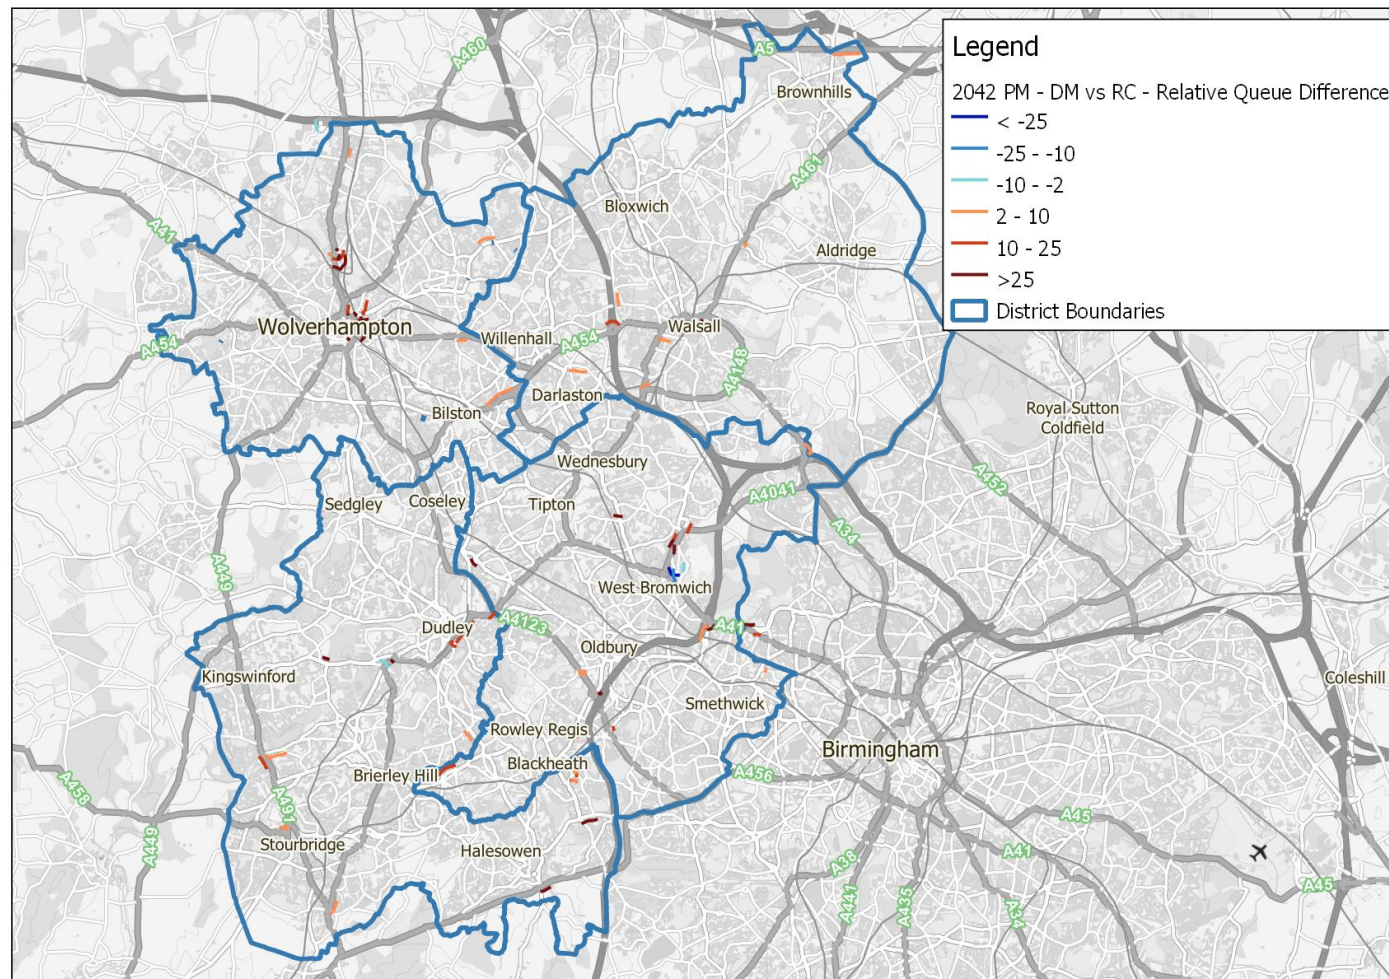 Legend
2042 PM - DM vs RC - Relative Queue Difference
< -25
-25 - -10
-10 - -2
2 - 10
10 - 25
>25
District Boundaries
A5
A460
Brownhills
A461
Bloxwich
A41
Aldridge
Wolverhampton
Willenhall
A454
Walsall
A454
A4148
Darlaston
Bilston
Royal Sutton
Coldfield
Wednesbury
A452
A4041
Sedgley
Coseley
Tipton
A34
A449
West Bromwich
Dudley
A4123
A41
Oldbury
Kingswinford
Coleshill
Smethwick
Rowley Regis
Birmingham
Blackheath
Brierley Hill
A456
A458
A491
A449
A45
Stourbridge
Halesowen
A38
A41
A45
A441
A435
A34